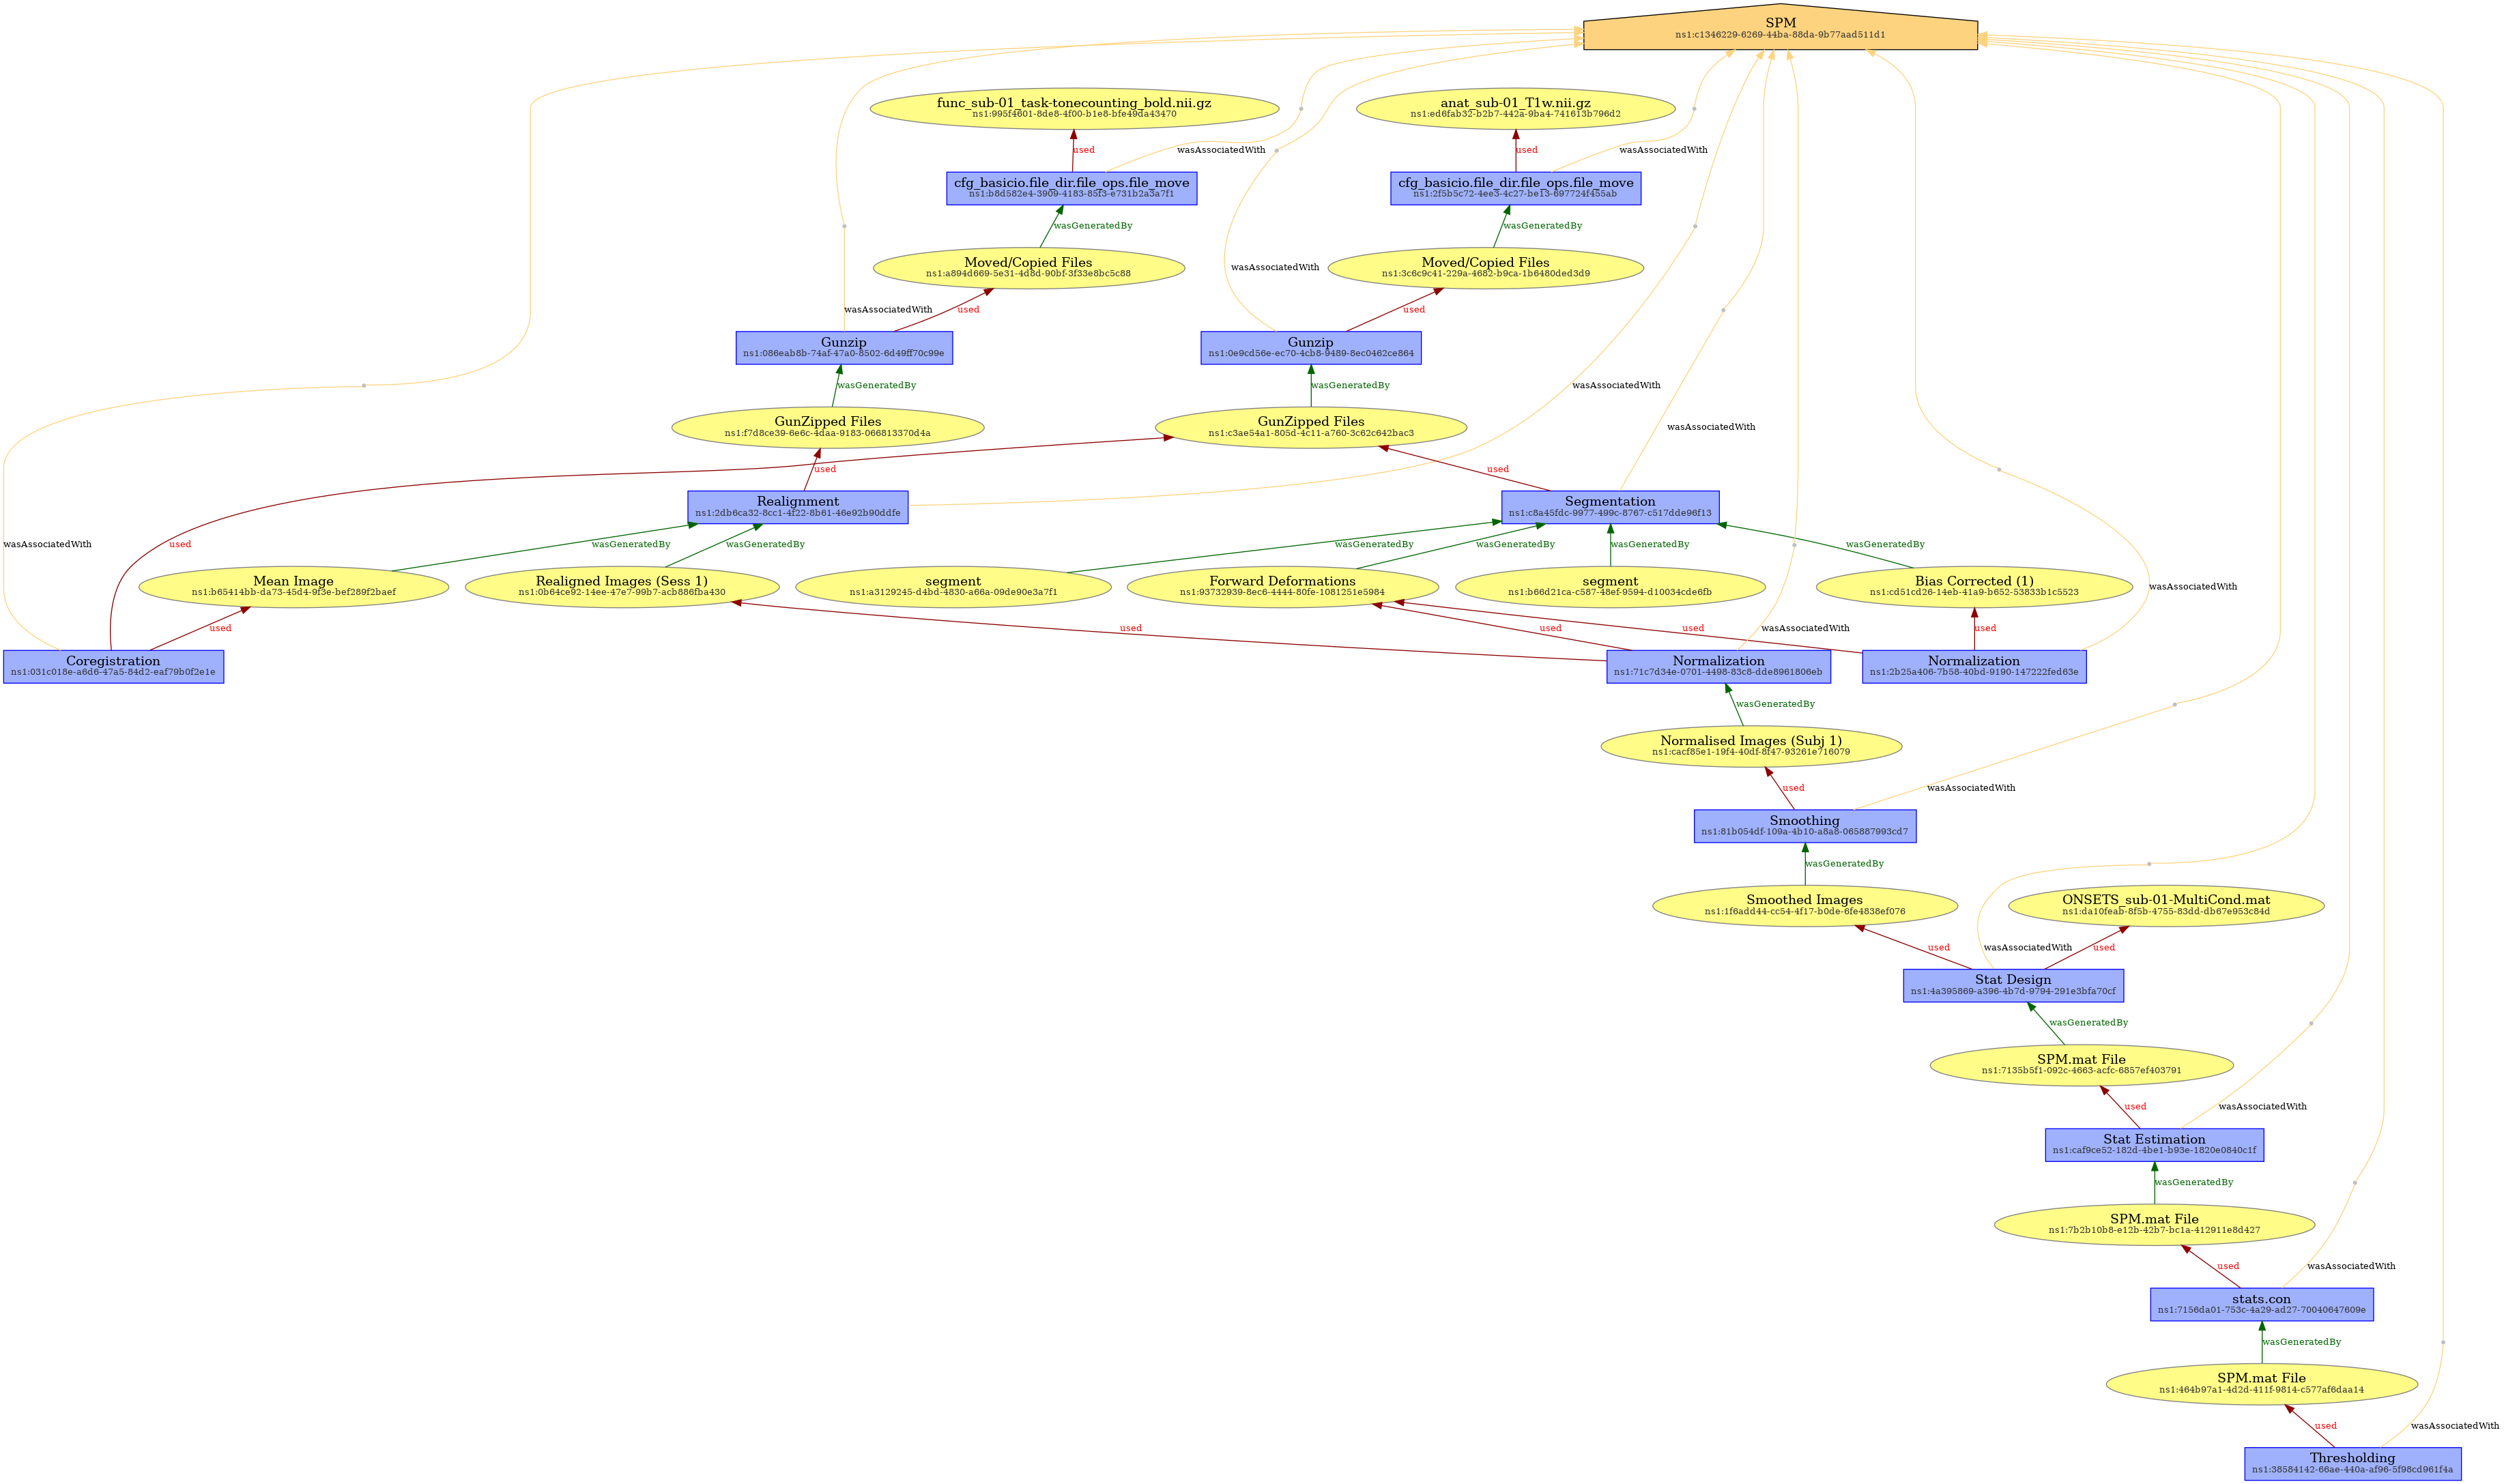 SPM
ns1:c1346229-6269-44ba-88da-9b77aad511d1
func_sub-01_task-tonecounting_bold.nii.gz
ns1:995f4601-8de8-4f00-b1e8-bfe49da43470
anat_sub-01_T1w.nii.gz
ns1:ed6fab32-b2b7-442a-9ba4-741613b796d2
used
wasAssociatedWith
used
wasAssociatedWith
cfg_basicio.file_dir.file_ops.file_move
ns1:b8d582e4-3909-4183-85f3-e731b2a3a7f1
cfg_basicio.file_dir.file_ops.file_move
ns1:2f5b5c72-4ee3-4c27-be13-697724f455ab
wasGeneratedBy
wasGeneratedBy
Moved/Copied Files
ns1:a894d669-5e31-4d8d-90bf-3f33e8bc5c88
wasAssociatedWith
Moved/Copied Files
ns1:3c6c9c41-229a-4682-b9ca-1b6480ded3d9
wasAssociatedWith
used
used
Gunzip
ns1:086eab8b-74af-47a0-8502-6d49ff70c99e
Gunzip
ns1:0e9cd56e-ec70-4cb8-9489-8ec0462ce864
wasGeneratedBy
wasGeneratedBy
wasAssociatedWith
GunZipped Files
ns1:f7d8ce39-6e6c-4daa-9183-066813370d4a
GunZipped Files
ns1:c3ae54a1-805d-4c11-a760-3c62c642bac3
wasAssociatedWith
used
used
Realignment
ns1:2db6ca32-8cc1-4f22-8b61-46e92b90ddfe
Segmentation
ns1:c8a45fdc-9977-499c-8767-c517dde96f13
wasAssociatedWith
used
wasGeneratedBy
wasGeneratedBy
wasGeneratedBy
wasGeneratedBy
wasGeneratedBy
wasGeneratedBy
Mean Image
ns1:b65414bb-da73-45d4-9f3e-bef289f2baef
Realigned Images (Sess 1)
ns1:0b64ce92-14ee-47e7-99b7-acb886fba430
segment
ns1:a3129245-d4bd-4830-a66a-09de90e3a7f1
Forward Deformations
ns1:93732939-8ec6-4444-80fe-1081251e5984
segment
ns1:b66d21ca-c587-48ef-9594-d10034cde6fb
Bias Corrected (1)
ns1:cd51cd26-14eb-41a9-b652-53833b1c5523
wasAssociatedWith
used
used
used
used
wasAssociatedWith
used
Coregistration
ns1:031c018e-a6d6-47a5-84d2-eaf79b0f2e1e
Normalization
ns1:71c7d34e-0701-4498-83c8-dde8961806eb
Normalization
ns1:2b25a406-7b58-40bd-9190-147222fed63e
wasGeneratedBy
Normalised Images (Subj 1)
ns1:cacf85e1-19f4-40df-8f47-93261e716079
used
wasAssociatedWith
Smoothing
ns1:81b054df-109a-4b10-a8a8-065887993cd7
wasGeneratedBy
Smoothed Images
ns1:1f6add44-cc54-4f17-b0de-6fe4838ef076
ONSETS_sub-01-MultiCond.mat
ns1:da10feab-8f5b-4755-83dd-db67e953c84d
used
wasAssociatedWith
used
Stat Design
ns1:4a395869-a396-4b7d-9794-291e3bfa70cf
wasGeneratedBy
SPM.mat File
ns1:7135b5f1-092c-4663-acfc-6857ef403791
used
wasAssociatedWith
Stat Estimation
ns1:caf9ce52-182d-4be1-b93e-1820e0840c1f
wasGeneratedBy
SPM.mat File
ns1:7b2b10b8-e12b-42b7-bc1a-412911e8d427
used
wasAssociatedWith
stats.con
ns1:7156da01-753c-4a29-ad27-70040647609e
wasGeneratedBy
SPM.mat File
ns1:464b97a1-4d2d-411f-9814-c577af6daa14
used
wasAssociatedWith
Thresholding
ns1:38584142-66ae-440a-af96-5f98cd961f4a